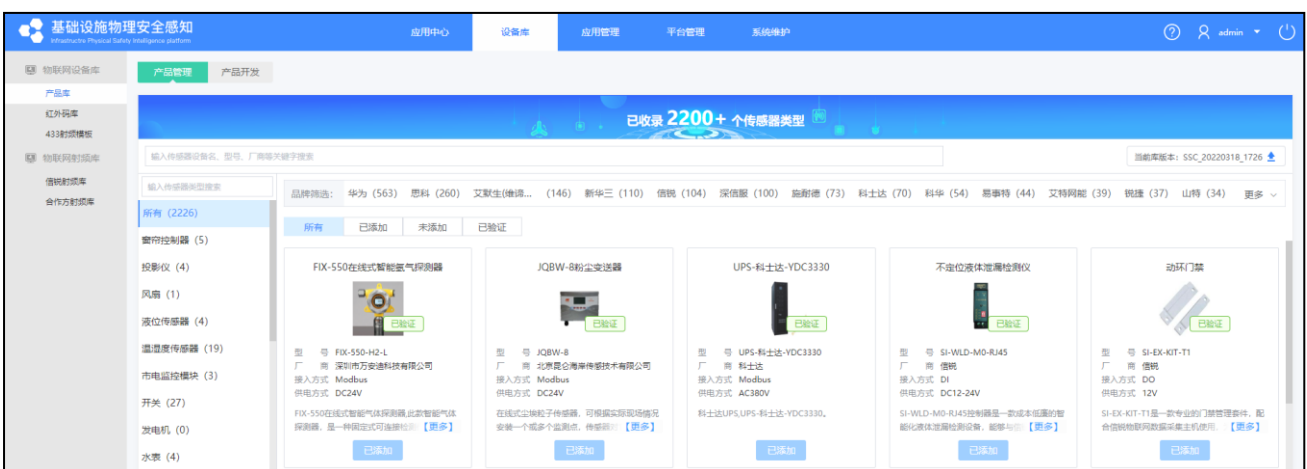 基础设施物理安全感知
Infrastructre Physical Safety Intelligence platform
应用中心 设备库 应用管理 平台管理 系统维护
admin
物联网设备库
产品库
红外码库
433射频模板
物联网射频库
信锐射频库
合作方射频库
产品管理 产品开发
已收录 2200+ 个传感器类型
输入传感器设备名、型号、厂商等关键字搜索
当前库版本: SSC_20220318_1726
输入传感器类型搜索
所有 (2226)
窗帘控制器 (5)
投影仪 (4)
风扇 (1)
液位传感器 (4)
温湿度传感器 (19)
市电监控模块 (3)
开关 (27)
发电机 (0)
水表 (4)
品牌筛选: 华为 (563) 思科 (260) 艾默生(维谛... (146) 新华三 (110) 信锐 (104) 深信服 (100) 施耐德 (73) 科士达 (70) 科华 (54) 易事特 (44) 艾特网能 (39) 锐捷 (37) 山特 (34) 更多
所有 已添加 未添加 已验证
FIX-550在线式智能氨气探测器
已验证
型 号 FIX-550-H2-L
厂 商 深圳市万安迪科技有限公司
接入方式 Modbus
供电方式 DC24V
FIX-550在线式智能气体探测器,此款智能气体
探测器，是一种固定式可连接检 【更多】
已添加
JQBW-8粉尘变送器
已验证
型 号 JQBW-8
厂 商 北京昆仑海岸传感技术有限公司
接入方式 Modbus
供电方式 DC24V
在线式尘埃粒子传感器，可根据实际现场情况
安装一个或多个监测点，传感器 【更多】
已添加
UPS-科士达-YDC3330
已验证
型 号 UPS-科士达-YDC3330
厂 商 科士达
接入方式 Modbus
供电方式 AC380V
科士达UPS,UPS-科士达-YDC3330。
已添加
不定位液体泄漏检测仪
已验证
型 号 SI-WLD-M0-RJ45
厂 商 信锐
接入方式 DI
供电方式 DC12-24V
SI-WLD-M0-RJ45控制器是一款成本低廉的智
能化液体泄漏检测设备，能够与 【更多】
已添加
动环门禁
已验证
型 号 SI-EX-KIT-T1
厂 商 信锐
接入方式 DO
供电方式 12V
SI-EX-KIT-T1是一款专业的门禁管理套件，配
合信锐物联网数据采集主机使用， 【更多】
已添加